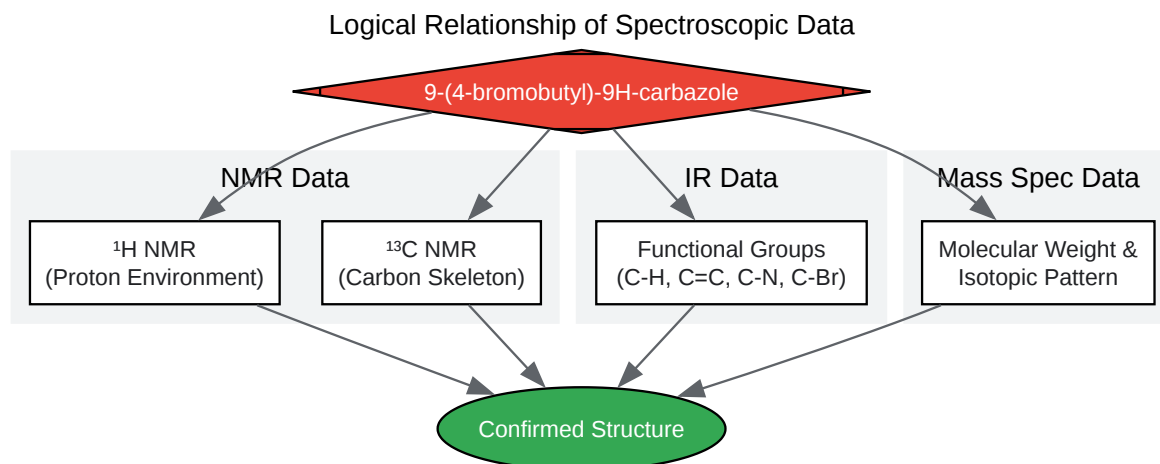 Logical Relationship of Spectroscopic Data
9-(4-bromobutyl)-9H-carbazole
NMR Data
IR Data
Mass Spec Data
¹H NMR
(Proton Environment)
¹³C NMR
(Carbon Skeleton)
Functional Groups
(C-H, C=C, C-N, C-Br)
Molecular Weight &
Isotopic Pattern
Confirmed Structure